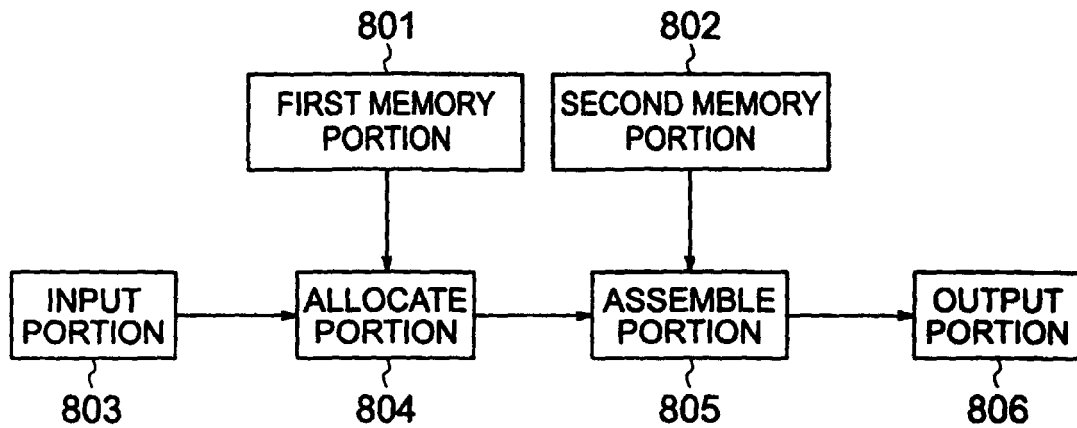 801
802
FIRST MEMORY
PORTION
SECOND MEMORY
PORTION
INPUT
PORTION
ALLOCATE
PORTION
ASSEMBLE
PORTION
OUTPUT
PORTION
803
804
805
806